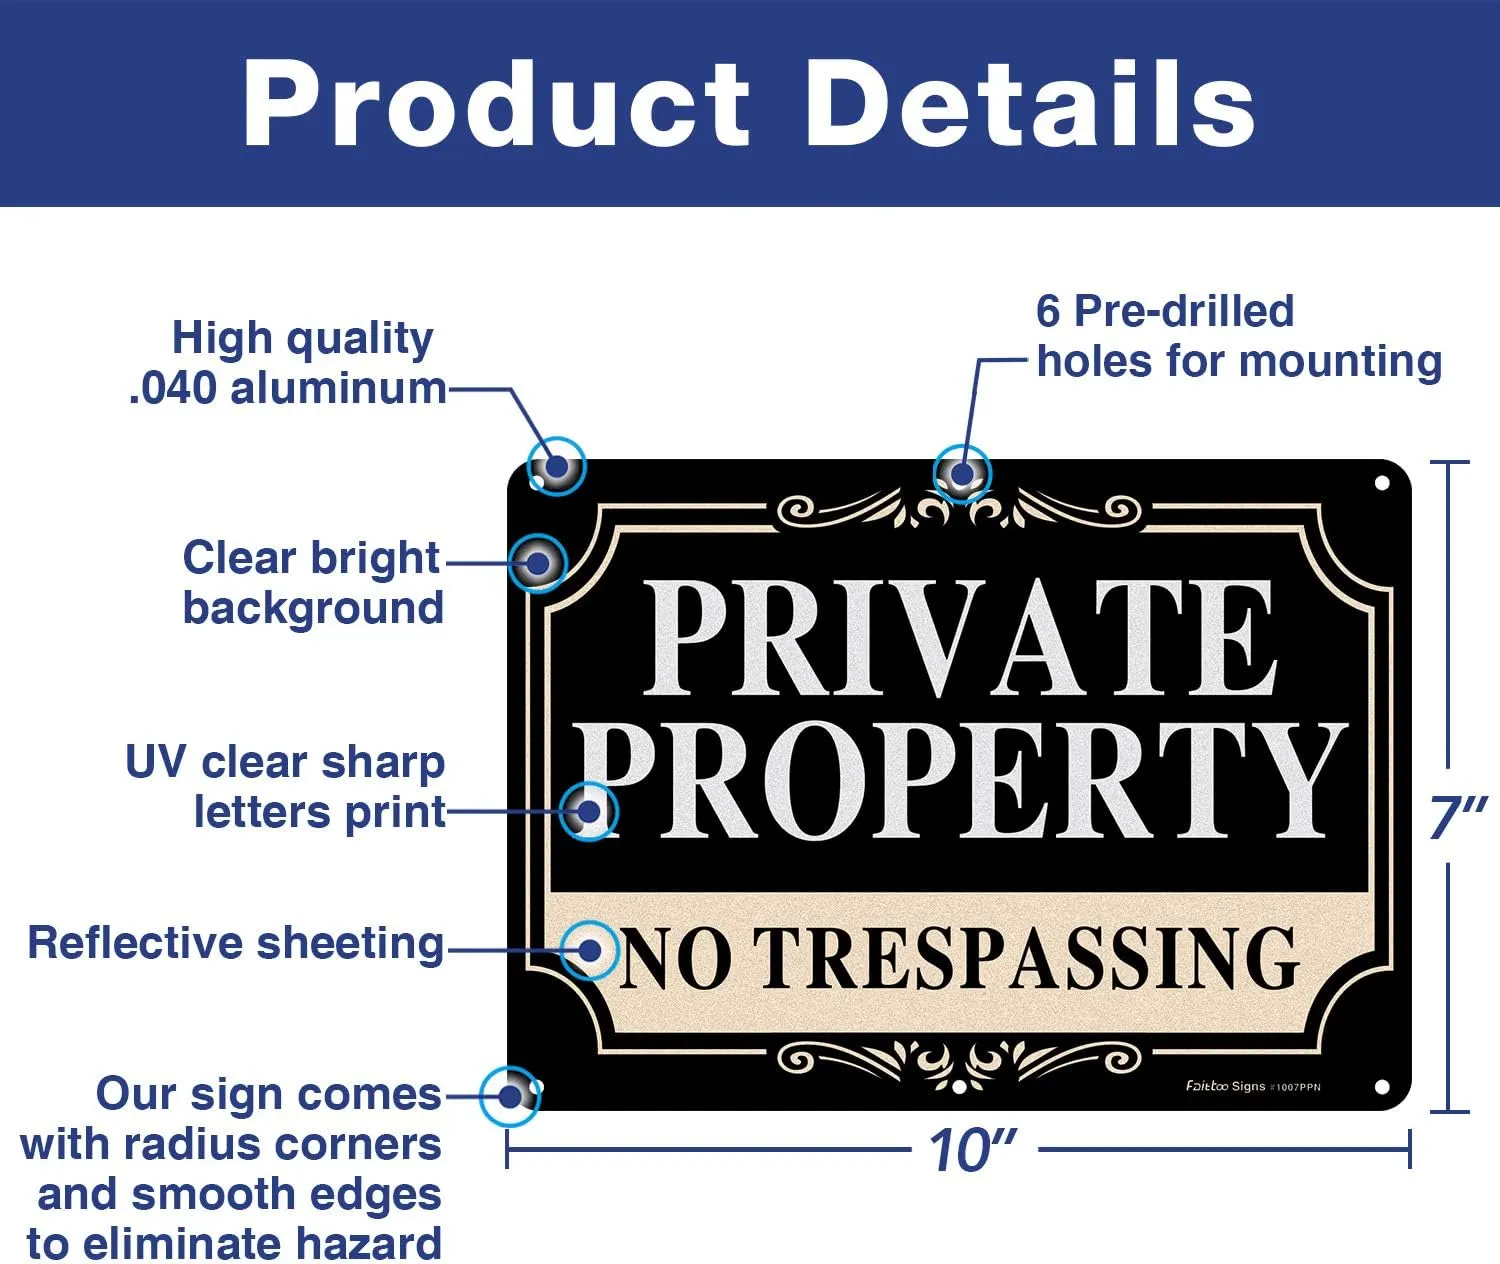 Product Details
High quality
.040 aluminum
6 Pre-drilled
holes for mounting
Clear bright
background
UV clear sharp
letters print
Reflective sheeting
Our sign comes
with radius corners
and smooth edges
to eliminate hazard
PRIVATE
PROPERTY
NO TRESPASSING
Faittoo Signs #1007PPN
7"
10"